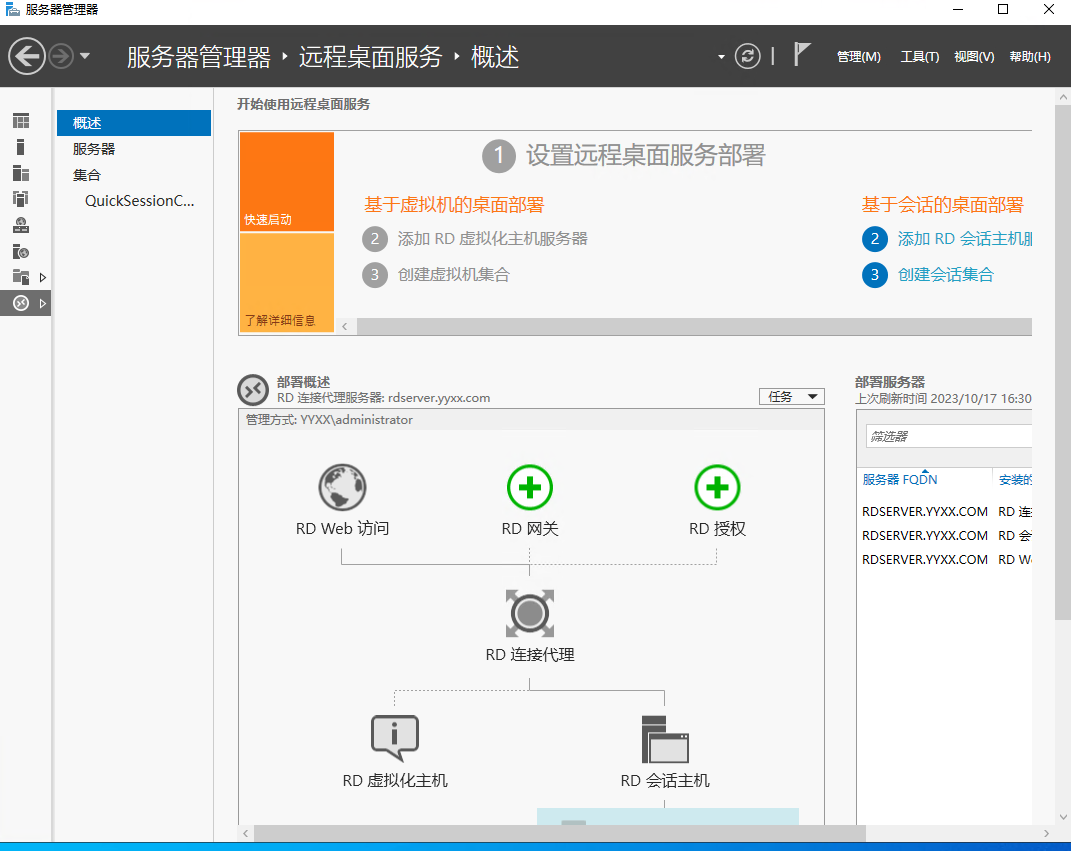 服务器管理器
服务器管理器 ‣ 远程桌面服务 ‣ 概述
管理(M) 工具(T) 视图(V) 帮助(H)
概述
服务器
集合
QuickSessionC...
开始使用远程桌面服务
快速启动
了解详细信息
1 设置远程桌面服务部署
基于虚拟机的桌面部署
2 添加 RD 虚拟化主机服务器
3 创建虚拟机集合
基于会话的桌面部署
2 添加 RD 会话主机服
3 创建会话集合
部署概述
RD 连接代理服务器: rdserver.yyxx.com
任务
管理方式: YYXX\administrator
RD Web 访问
RD 网关
RD 授权
RD 连接代理
RD 虚拟化主机
RD 会话主机
部署服务器
上次刷新时间 2023/10/17 16:30
筛选器
服务器 FQDN 安装的
RDSERVER.YYXX.COM RD 连
RDSERVER.YYXX.COM RD 会
RDSERVER.YYXX.COM RD We